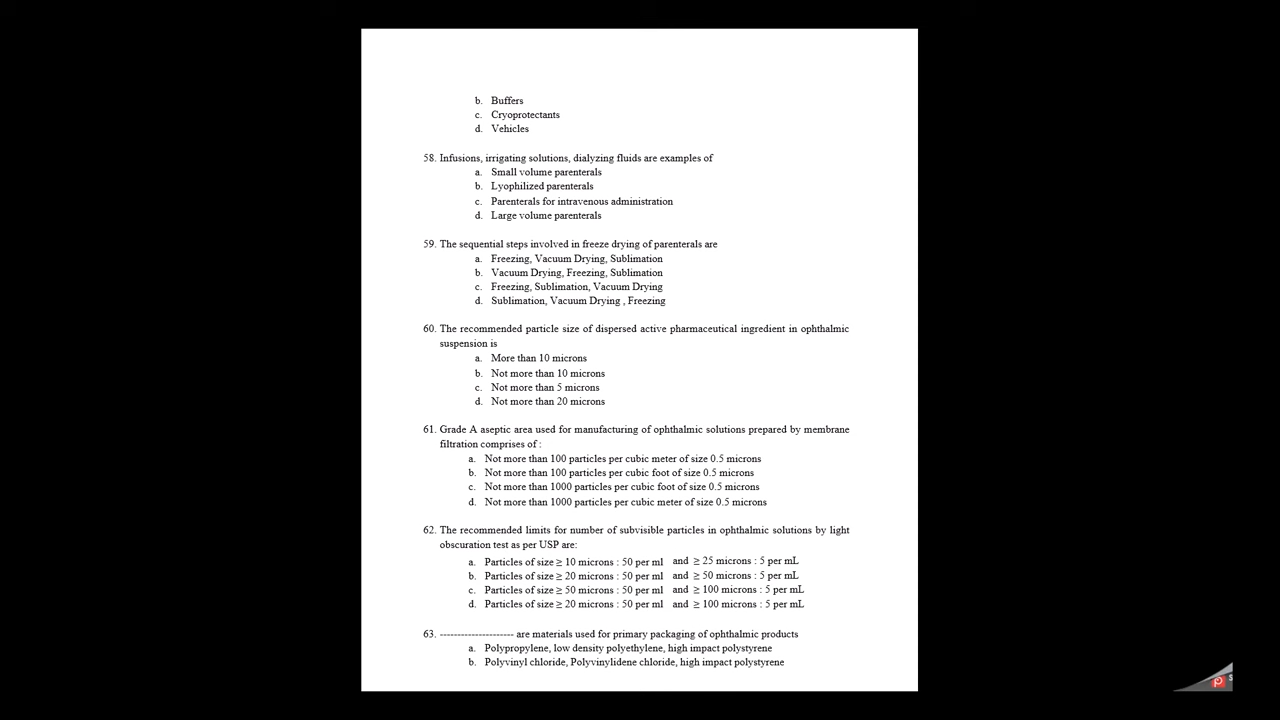 b. Buffers
c. Cryoprotectants
d. Vehicles
58. Infusions, irrigating solutions, dialyzing fluids are examples of
a. Small volume parenterals
b. Lyophilized parenterals
c. Parenterals for intravenous administration
d. Large volume parenterals
59. The sequential steps involved in freeze drying of parenterals are
a. Freezing, Vacuum Drying, Sublimation
b. Vacuum Drying, Freezing, Sublimation
c. Freezing, Sublimation, Vacuum Drying
d. Sublimation, Vacuum Drying , Freezing
60. The recommended particle size of dispersed active pharmaceutical ingredient in ophthalmic
suspension is
a. More than 10 microns
b. Not more than 10 microns
c. Not more than 5 microns
d. Not more than 20 microns
61. Grade A aseptic area used for manufacturing of ophthalmic solutions prepared by membrane
filtration comprises of :
a. Not more than 100 particles per cubic meter of size 0.5 microns
b. Not more than 100 particles per cubic foot of size 0.5 microns
c. Not more than 1000 particles per cubic foot of size 0.5 microns
d. Not more than 1000 particles per cubic meter of size 0.5 microns
62. The recommended limits for number of subvisible particles in ophthalmic solutions by light
obscuration test as per USP are:
a. Particles of size ≥ 10 microns : 50 per ml and ≥ 25 microns : 5 per mL
b. Particles of size ≥ 20 microns : 50 per ml and ≥ 50 microns : 5 per mL
c. Particles of size ≥ 50 microns : 50 per ml and ≥ 100 microns : 5 per mL
d. Particles of size ≥ 20 microns : 50 per ml and ≥ 100 microns : 5 per mL
63. --------------------- are materials used for primary packaging of ophthalmic products
a. Polypropylene, low density polyethylene, high impact polystyrene
b. Polyvinyl chloride, Polyvinylidene chloride, high impact polystyrene